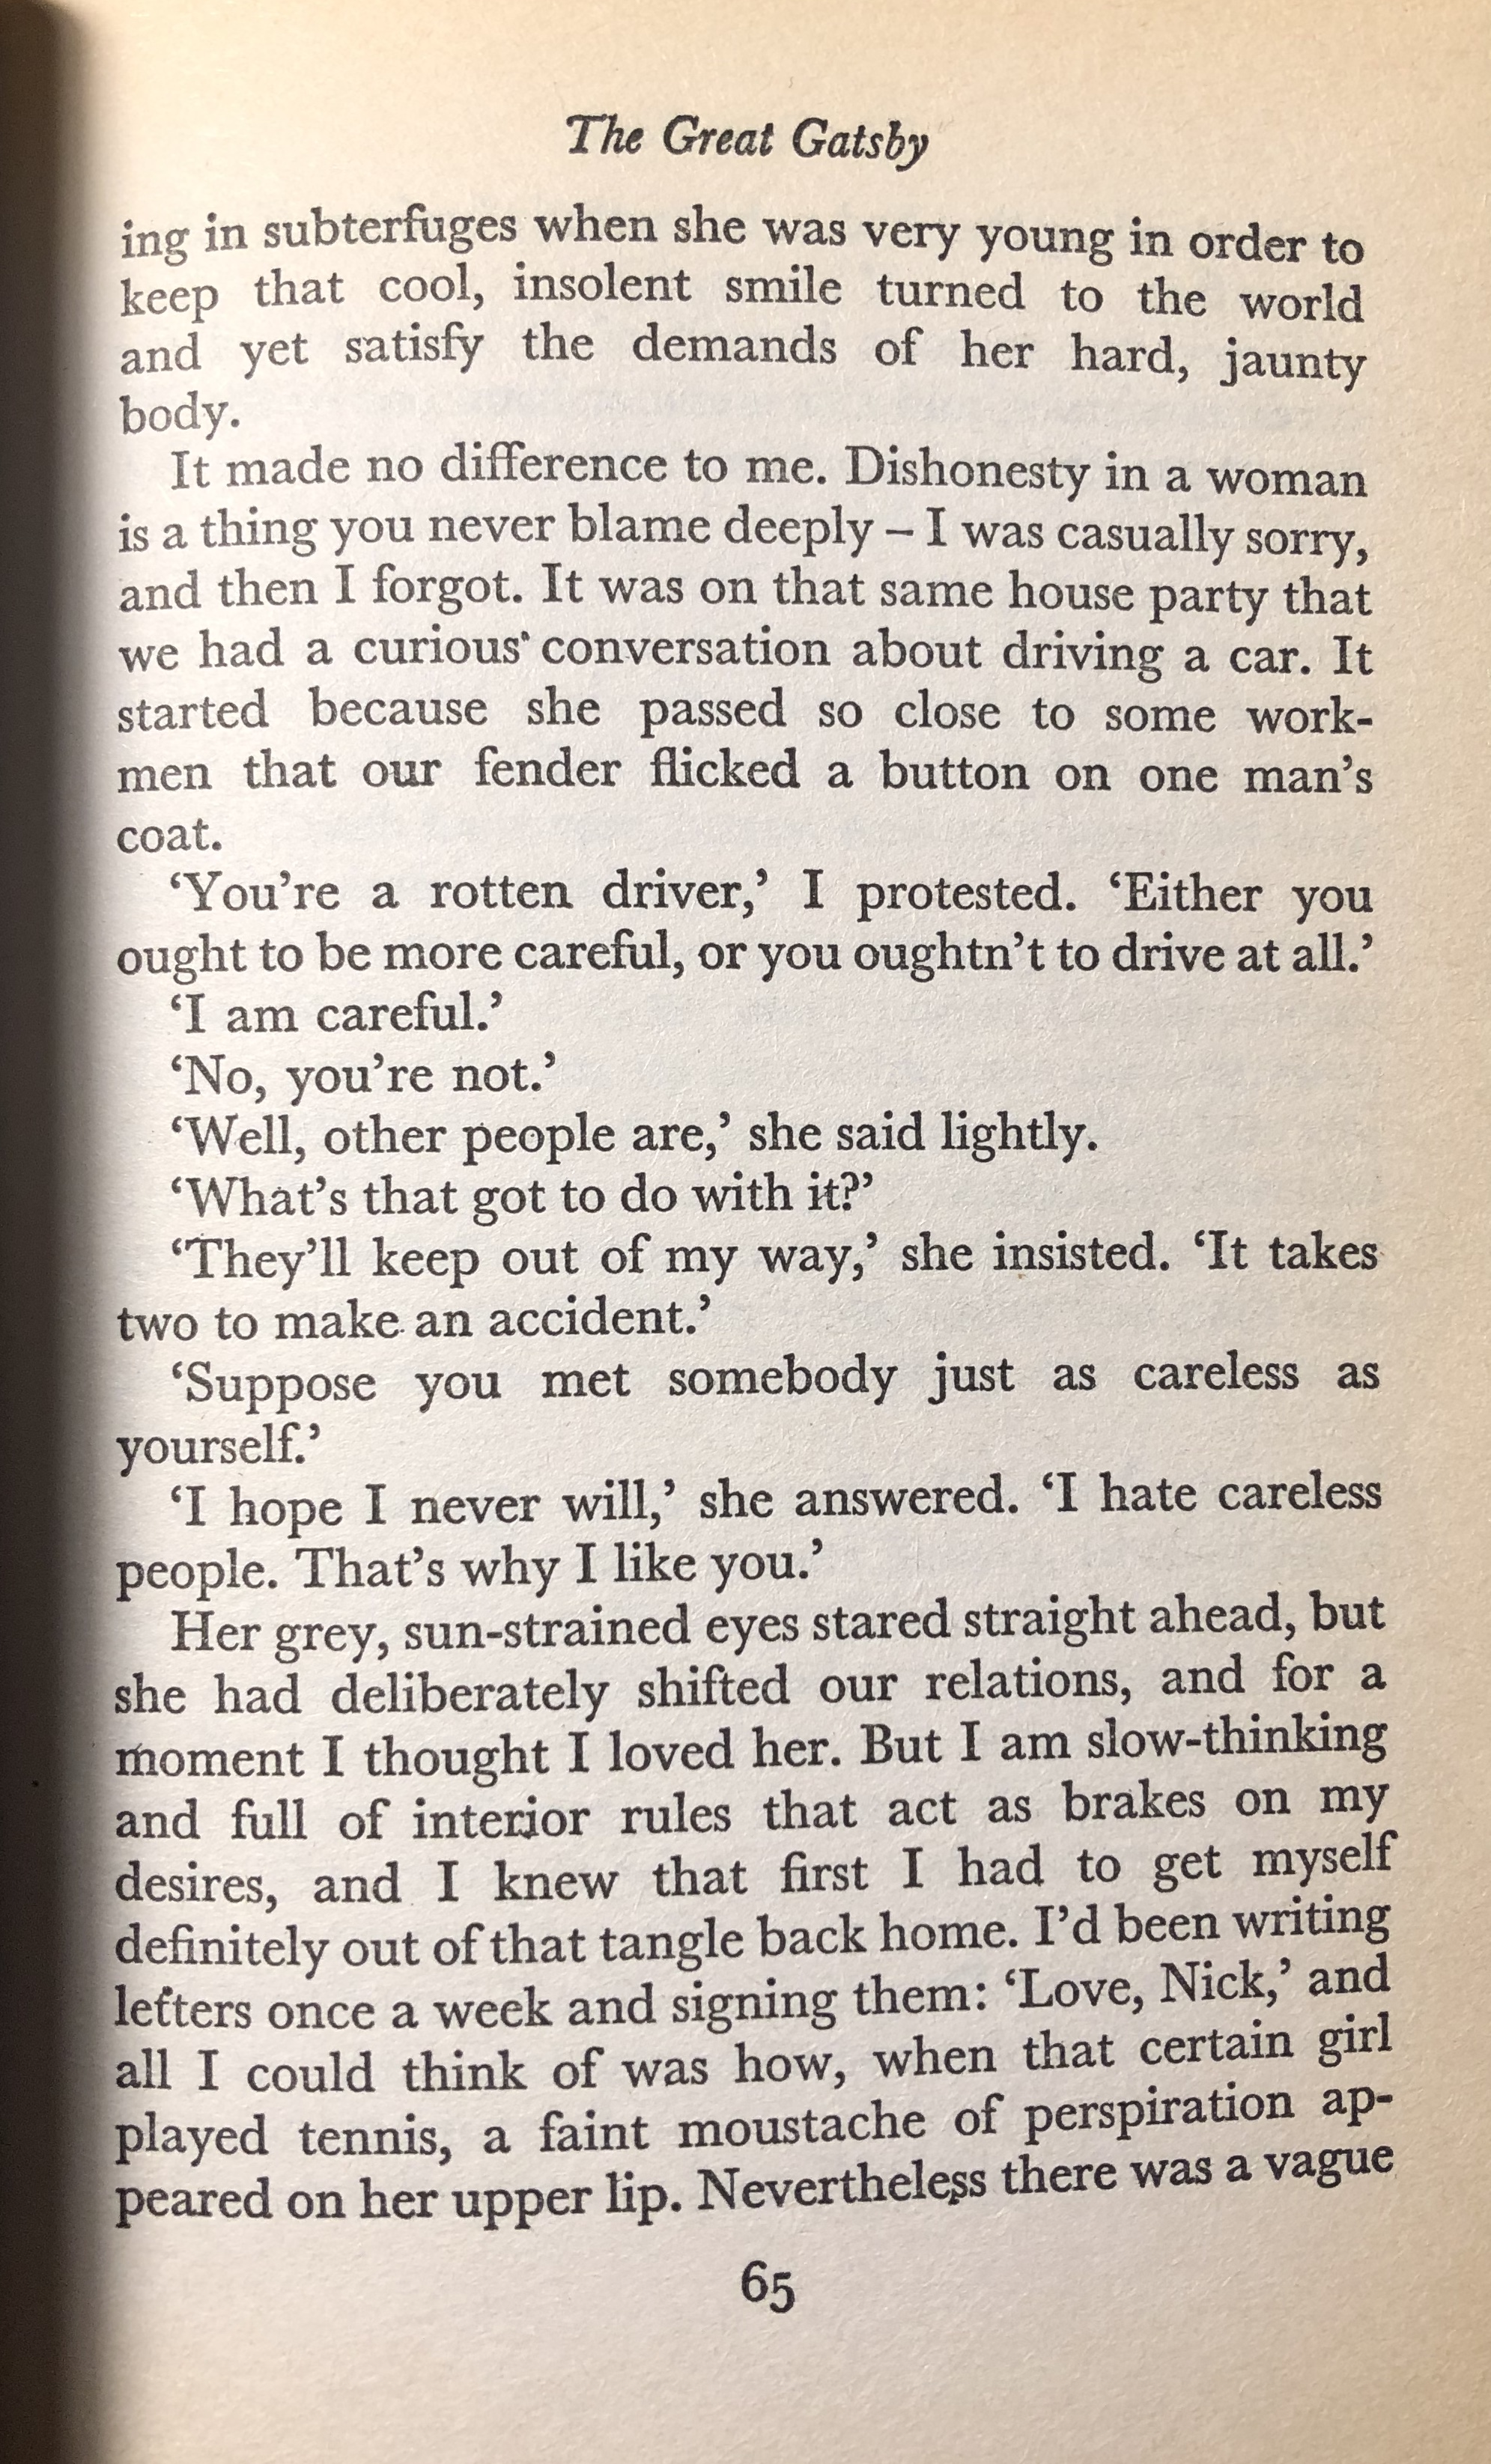 The Great Gatsby
ing in subterfuges when she was very young in order to
keep that cool, insolent smile turned to the world
and yet satisfy the demands of her hard, jaunty
body.
It made no difference to me. Dishonesty in a woman
is a thing you never blame deeply – I was casually sorry,
and then I forgot. It was on that same house party that
we had a curious conversation about driving a car. It
started because she passed so close to some work-
men that our fender flicked a button on one man’s
coat.
‘You’re a rotten driver,’ I protested. ‘Either you
ought to be more careful, or you oughtn’t to drive at all.’
‘I am careful.’
‘No, you’re not.’
‘Well, other people are,’ she said lightly.
‘What’s that got to do with it?’
‘They’ll keep out of my way,’ she insisted. ‘It takes
two to make an accident.’
‘Suppose you met somebody just as careless as
yourself.’
‘I hope I never will,’ she answered. ‘I hate careless
people. That’s why I like you.’
Her grey, sun-strained eyes stared straight ahead, but
she had deliberately shifted our relations, and for a
moment I thought I loved her. But I am slow-thinking
and full of interior rules that act as brakes on my
desires, and I knew that first I had to get myself
definitely out of that tangle back home. I’d been writing
letters once a week and signing them: ‘Love, Nick,’ and
all I could think of was how, when that certain girl
played tennis, a faint moustache of perspiration ap-
peared on her upper lip. Nevertheless there was a vague
65